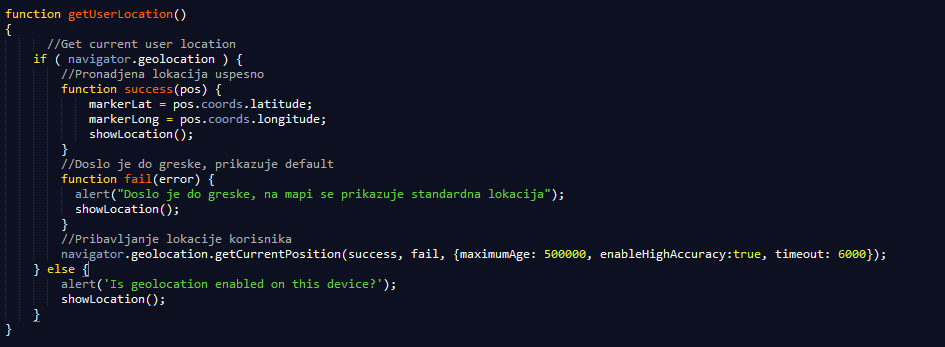 function getUserLocation()
{
      //Get current user location
    if ( navigator.geolocation ) {
        //Pronadjena lokacija uspesno
        function success(pos) {
            markerLat = pos.coords.latitude;
            markerLong = pos.coords.longitude;
            showLocation();
        }
        //Doslo je do greske, prikazuje default
        function fail(error) {
          alert("Doslo je do greske, na mapi se prikazuje standardna lokacija");
          showLocation();
        }
        //Pribavljanje lokacije korisnika
        navigator.geolocation.getCurrentPosition(success, fail, {maximumAge: 500000, enableHighAccuracy:true, timeout: 6000});
    } else {
        alert('Is geolocation enabled on this device?');
        showLocation();
    }
}